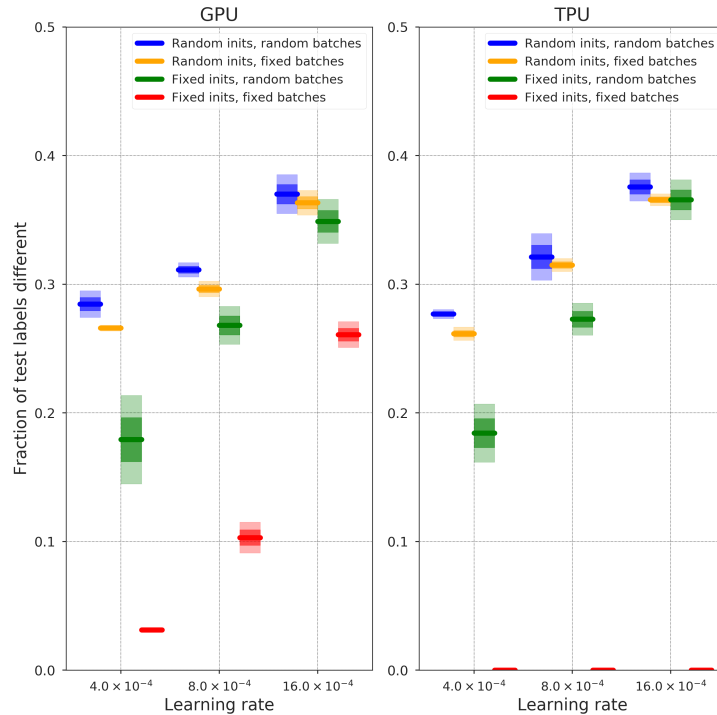 GPU
TPU
Random inits, random batches
Random inits, fixed batches
Fixed inits, random batches
Fixed inits, fixed batches
Random inits, random batches
Random inits, fixed batches
Fixed inits, random batches
Fixed inits, fixed batches
Fraction of test labels different
0.5
0.4
0.3
0.2
0.1
0.0
0.5
0.4
0.3
0.2
0.1
0.0
4.0 × 10⁻⁴
8.0 × 10⁻⁴
16.0 × 10⁻⁴
4.0 × 10⁻⁴
8.0 × 10⁻⁴
16.0 × 10⁻⁴
Learning rate
Learning rate